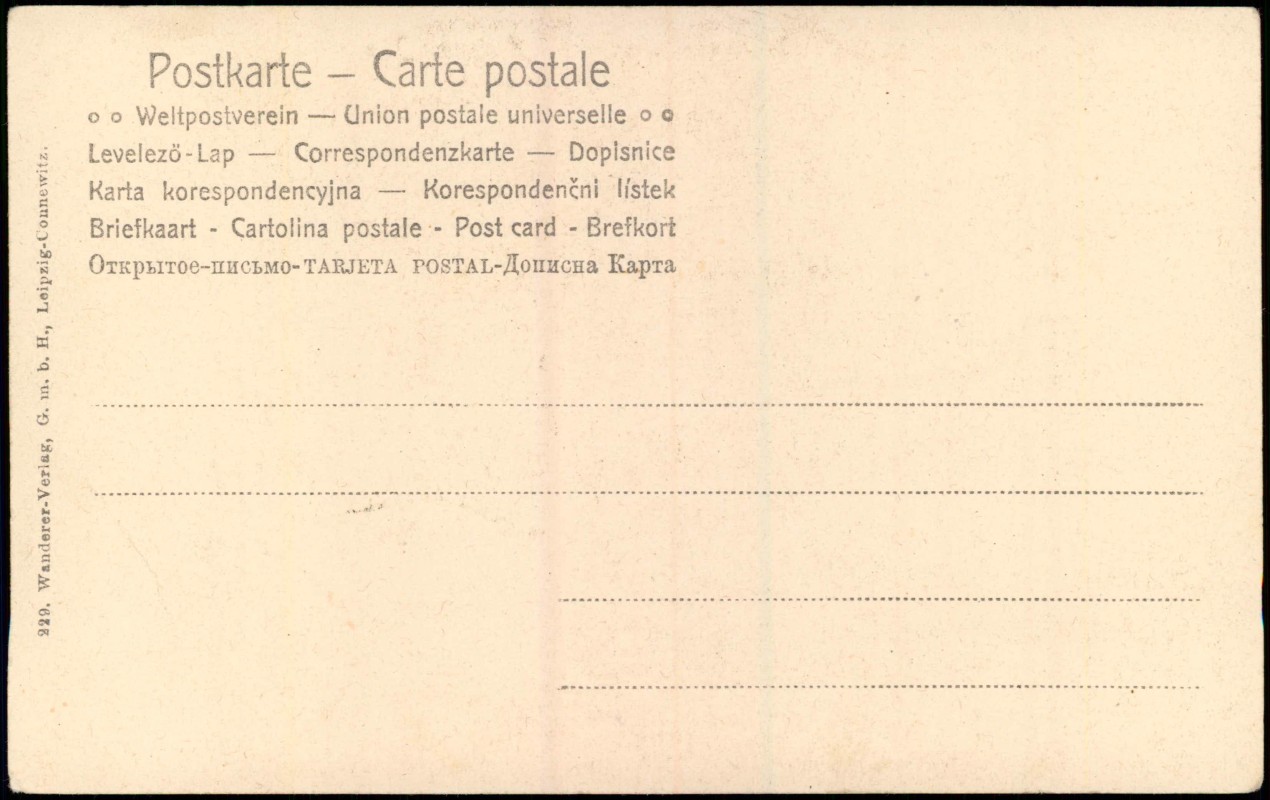 Postkarte – Carte postale
o o Weltpostverein — Union postale universelle o o
Levelező-Lap — Correspondenzkarte — Dopisnice
Karta korespondencyjna — Korespondenčni lístek
Briefkaart - Cartolina postale - Post card - Brefkort
Открытое-письмо-TARJETA POSTAL-Дописна Карта
229. Wanderer-Verlag, G. m. b. H., Leipzig-Connewitz.